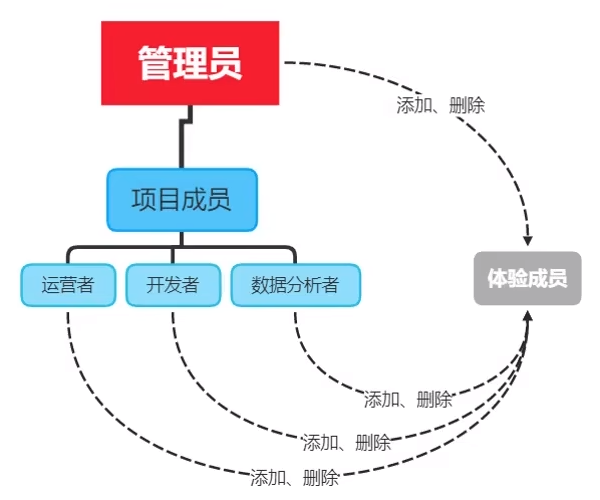 管理员
添加、删除
项目成员
运营者
开发者
数据分析者
体验成员
添加、删除
添加、删除
添加、删除